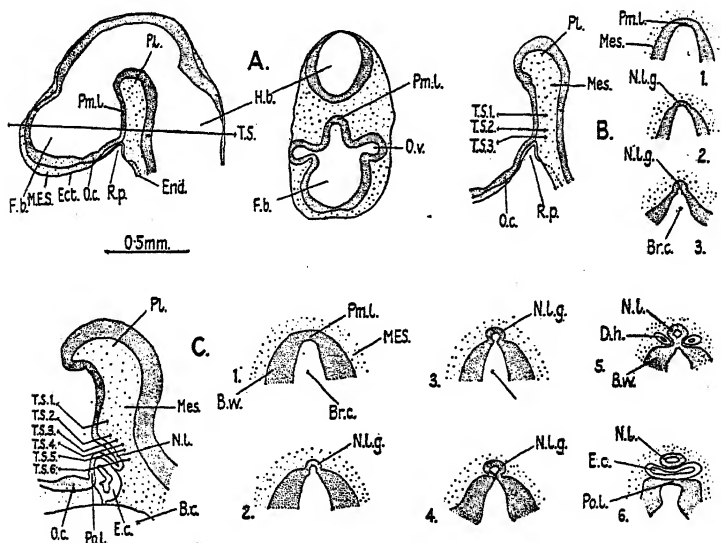 Pl.
A.
Pm.l.
H.b.
Pm.l.
T.S.
O.v.
F.b.
M.E.S.
Ect.
O.c.
R.p.
End.
F.b.
0·5mm.
Pl.
Mes.
T.S.1.
T.S.2.
T.S.3.
B.
R.p.
O.c.
Pm.l.
Mes.
1.
N.l.g.
2.
N.l.g.
Br.c.
3.
Pl.
C.
T.S.1.
T.S.2.
T.S.3.
T.S.4.
T.S.5.
T.S.6.
Mes.
N.l.
O.c.
Po.l.
E.c.
B.c.
Pm.l.
MES.
1.
B.w.
Br.c.
N.l.g.
2.
N.l.g.
3.
N.l.g.
4.
N.l.
D.h.
5.
B.w.
N.l.
E.c.
Po.l.
6.